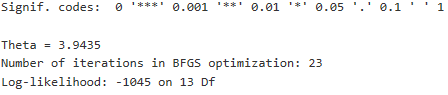 Signif. codes:  0 '***' 0.001 '**' 0.01 '*' 0.05 '.' 0.1 ' ' 1
Theta = 3.9435
Number of iterations in BFGS optimization: 23
Log-likelihood: -1045 on 13 Df